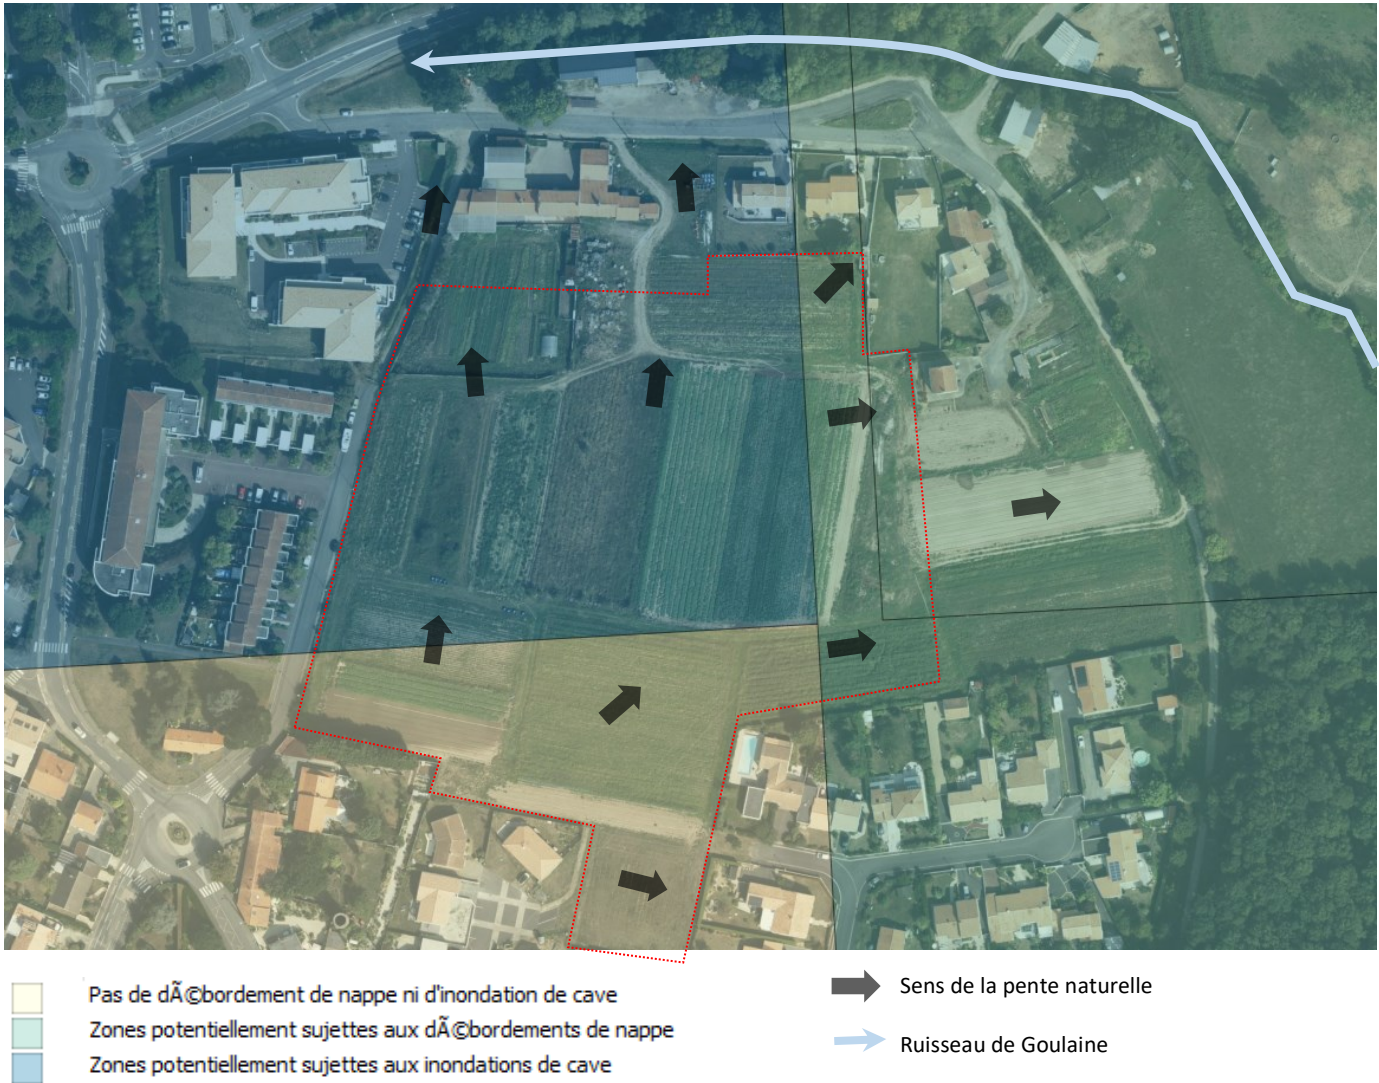 Pas de dÃ©bordement de nappe ni d'inondation de cave
Zones potentiellement sujettes aux dÃ©bordements de nappe
Zones potentiellement sujettes aux inondations de cave
Sens de la pente naturelle
Ruisseau de Goulaine